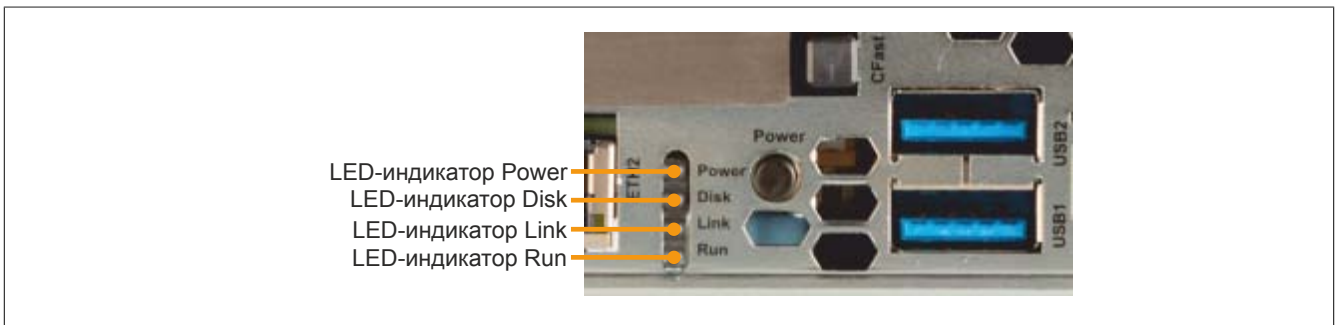 CFast
Power
USB2
ETH2
LED-индикатор Power
Power
LED-индикатор Disk
Disk
LED-индикатор Link
Link
LED-индикатор Run
Run
USB1